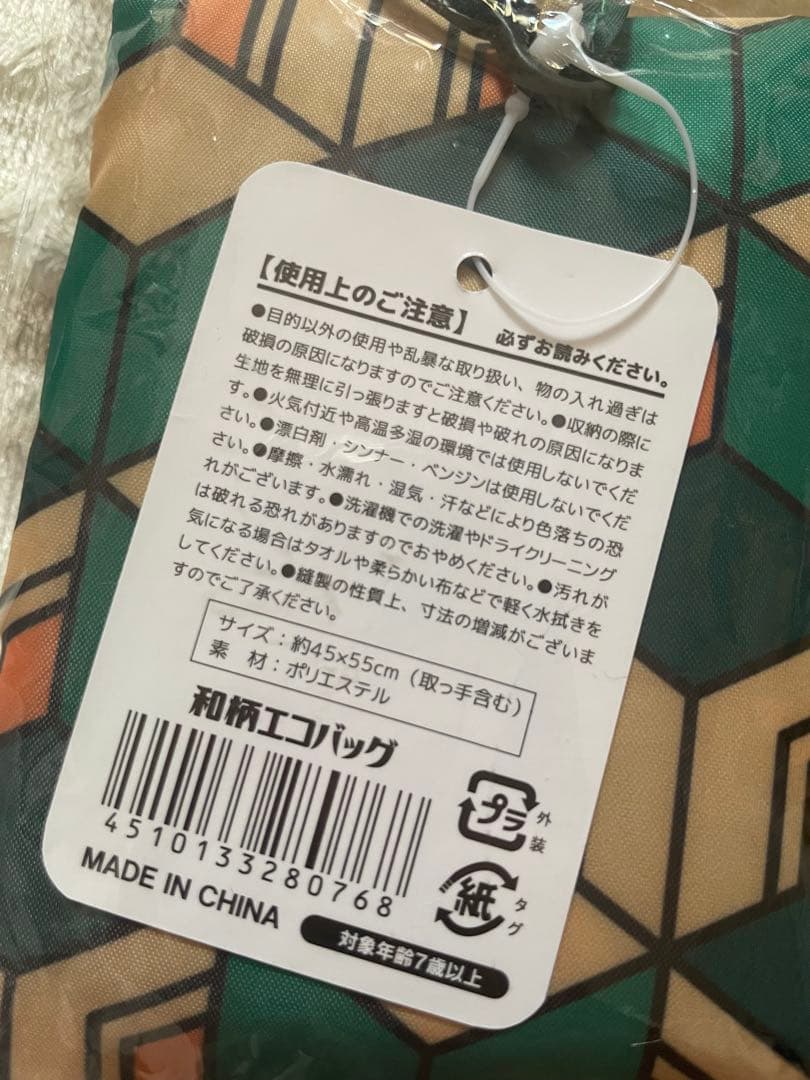 【使用上のご注意】 必ずお読みください。
●目的以外の使用や乱暴な取り扱い、物の入れ過ぎは
破損の原因になりますのでご注意ください。●収納の際に
生地を無理に引っ張りますと破損や破れの原因になりま
す。●火気付近や高温多湿の環境では使用しないでくだ
さい。●漂白剤・シンナー・ベンジンは使用しないでくだ
さい。●摩擦・水濡れ・湿気・汗などにより色落ちの恐
れがございます。●洗濯機での洗濯やドライクリーニング
は破れる恐れがありますのでおやめください。●汚れが
気になる場合はタオルや柔らかい布などで軽く水拭きを
してください。●縫製の性質上、寸法の増減がございま
すのでご了承ください。
サイズ：約45×55cm（取っ手含む）
素　材：ポリエステル
和柄エコバッグ
4510133280768
MADE IN CHINA
プラ 外装
紙 タグ
対象年齢7歳以上